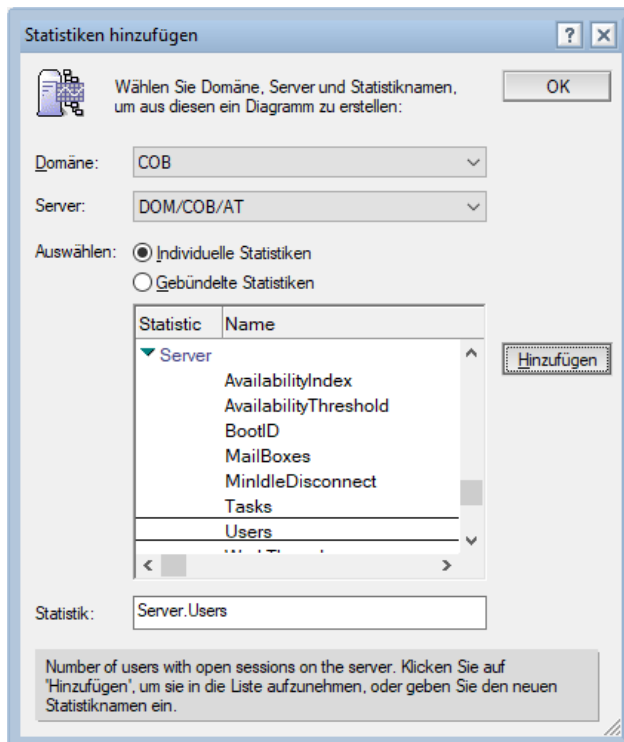 Statistiken hinzufügen
Wählen Sie Domäne, Server und Statistiknamen,
um aus diesen ein Diagramm zu erstellen:
OK
Domäne: COB
Server: DOM/COB/AT
Auswählen: Individuelle Statistiken
Gebündelte Statistiken
Statistic Name
Server
AvailabilityIndex
Hinzufügen
AvailabilityThreshold
BootID
MailBoxes
MinIdleDisconnect
Tasks
Users
Statistik: Server.Users
Number of users with open sessions on the server. Klicken Sie auf
'Hinzufügen', um sie in die Liste aufzunehmen, oder geben Sie den neuen
Statistiknamen ein.